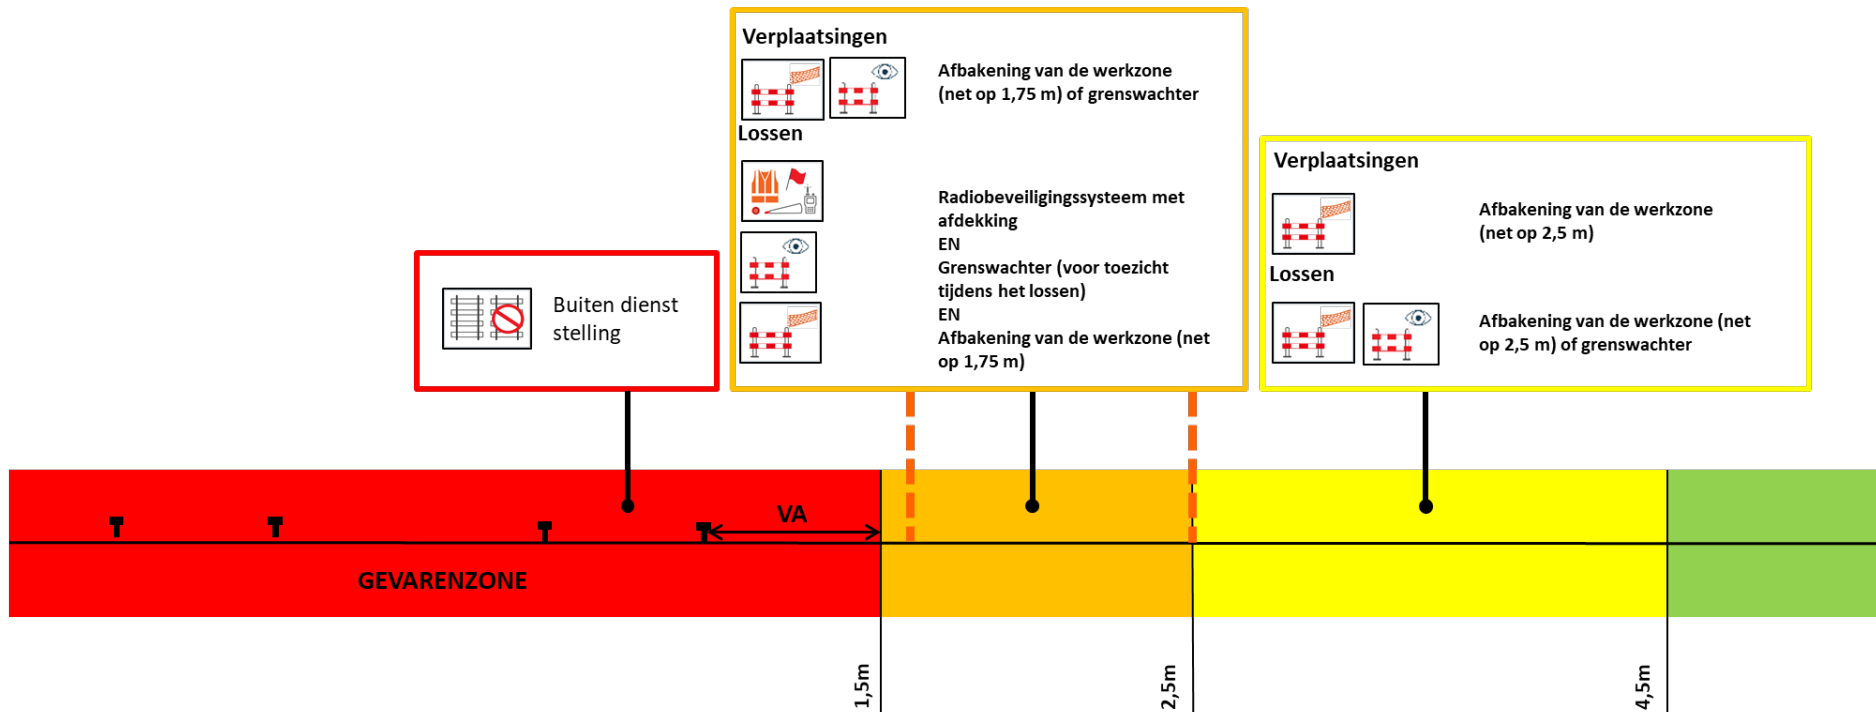 Buiten dienst
stelling
Verplaatsingen
Afbakening van de werkzone
(net op 1,75 m) of grenswachter
Lossen
Radiobeveiligingssysteem met
afdekking
EN
Grenswachter (voor toezicht
tijdens het lossen)
EN
Afbakening van de werkzone (net
op 1,75 m)
Verplaatsingen
Afbakening van de werkzone
(net op 2,5 m)
Lossen
Afbakening van de werkzone (net
op 2,5 m) of grenswachter
VA
GEVARENZONE
1,5m
2,5m
4,5m